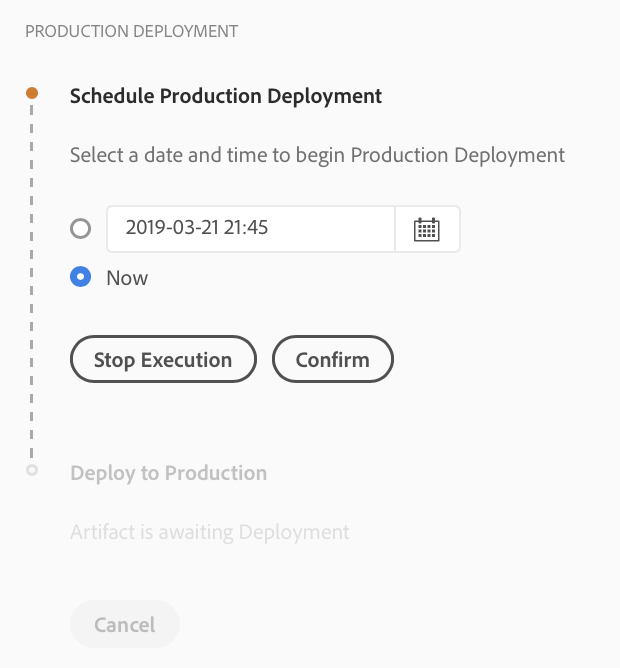 PRODUCTION DEPLOYMENT
Schedule Production Deployment
Select a date and time to begin Production Deployment
2019-03-21 21:45
Now
Stop Execution
Confirm
Deploy to Production
Artifact is awaiting Deployment
Cancel